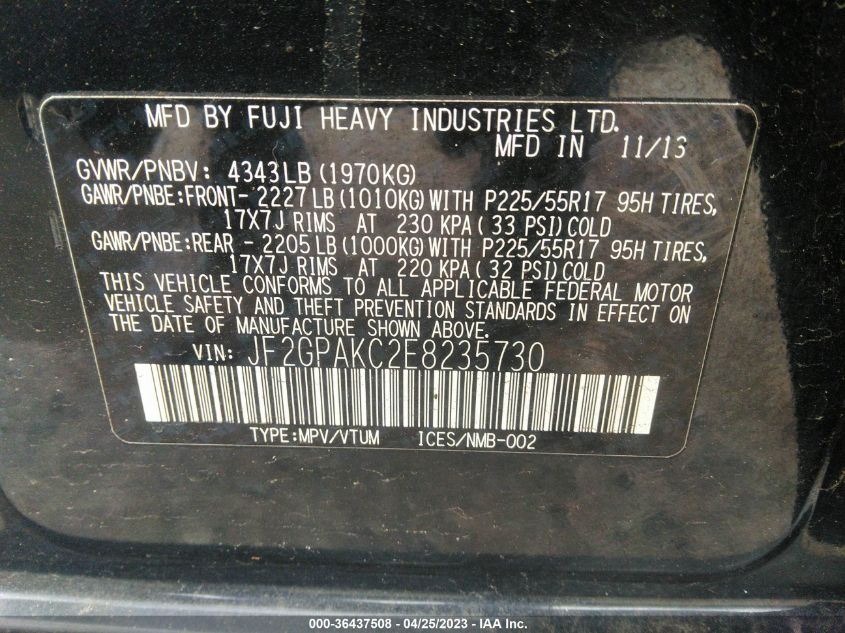 MFD BY FUJI HEAVY INDUSTRIES LTD.
MFD IN 11/13
GVWR/PNBV: 4343LB (1970KG)
GAWR/PNBE:FRONT- 2227LB (1010KG) WITH P225/55R17 95H TIRES,
17X7J RIMS AT 230 KPA( 33 PSI) COLD
GAWR/PNBE:REAR - 2205LB (1000KG) WITH P225/55R17 95H TIRES,
17X7J RIMS AT 220 KPA( 32 PSI) COLD
THIS VEHICLE CONFORMS TO ALL APPLICABLE FEDERAL MOTOR
VEHICLE SAFETY AND THEFT PREVENTION STANDARDS IN EFFECT ON
THE DATE OF MANUFACTURE SHOWN ABOVE.
VIN: JF2GPAKC2E8235730
TYPE:MPV/VTUM ICES/NMB-002
000-36437508 - 04/25/2023 - IAA Inc.